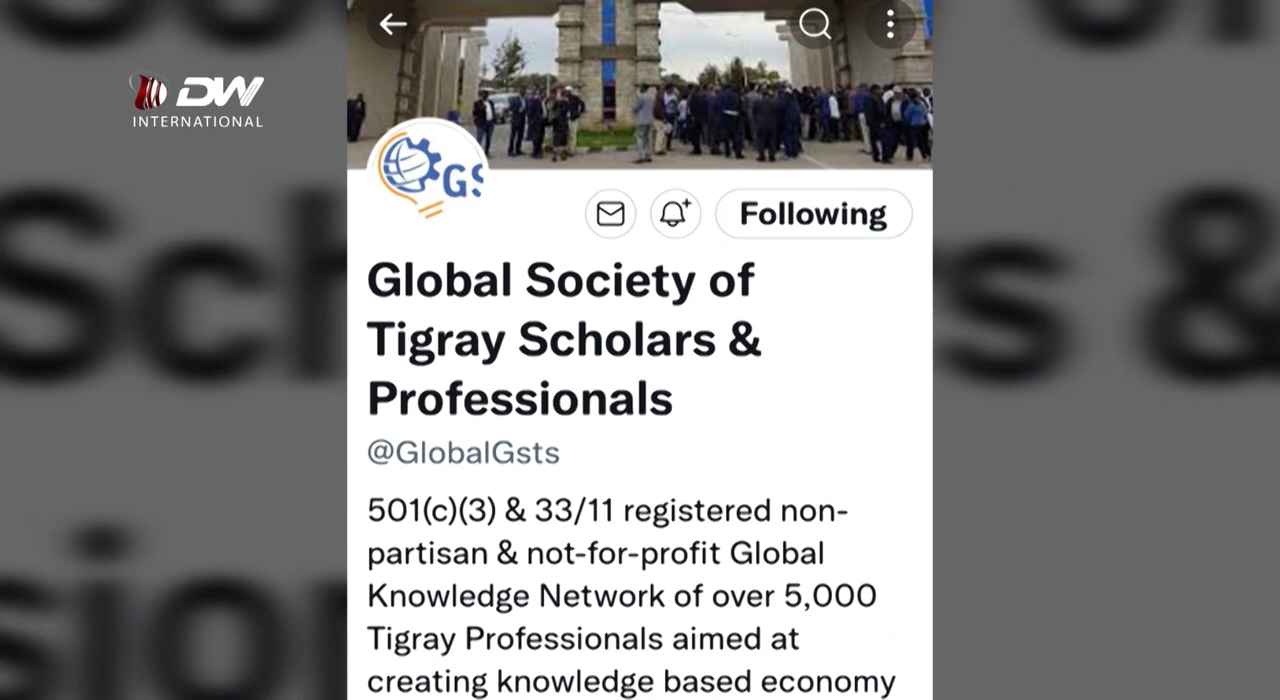 DW
INTERNATIONAL
GS
Following
Global Society of
Tigray Scholars &
Professionals
@GlobalGsts
501(c)(3) & 33/11 registered non-
partisan & not-for-profit Global
Knowledge Network of over 5,000
Tigray Professionals aimed at
creating knowledge based economy